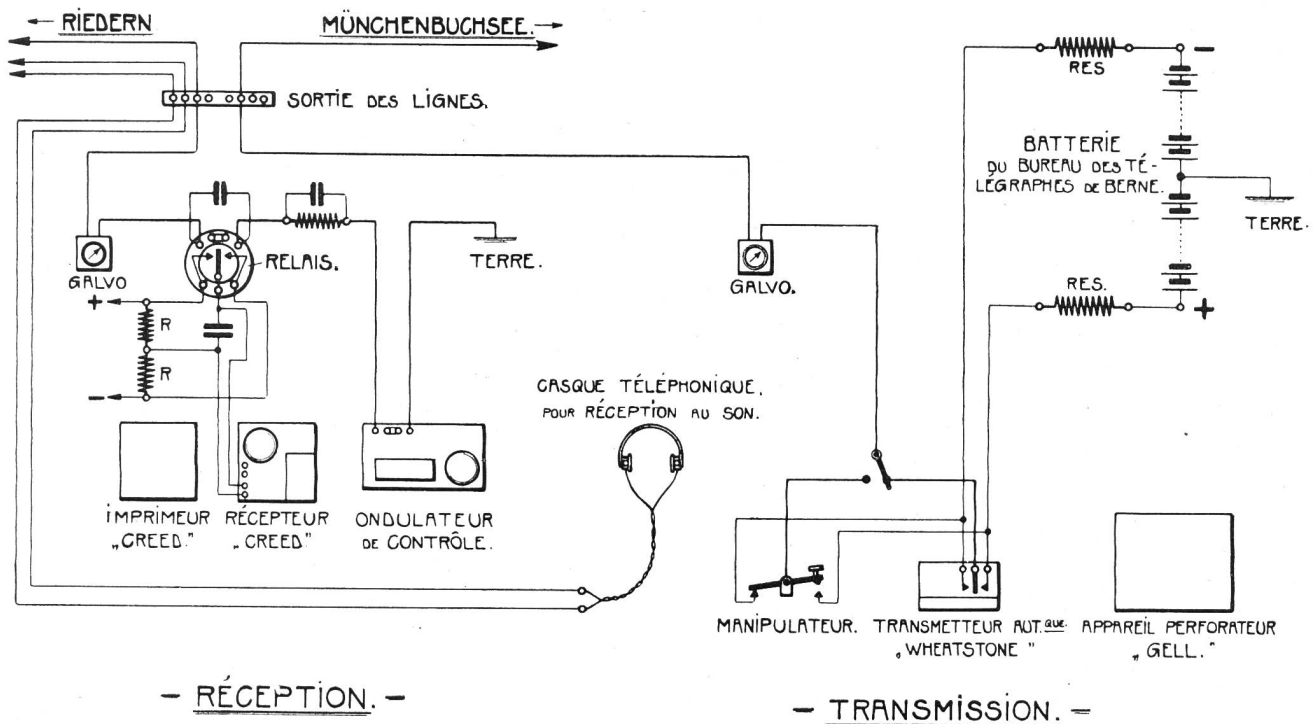 ← RIEDERN
MÜNCHENBUCHSEE. →
SORTIE DES LIGNES.
RES
-
BATTERIE
DU BUREAU DES TÉ-
LÉGRAPHES DE BERNE.
TERRE.
RELAIS.
TERRE.
GALVO
GALVO.
RES.
+
+
R
R
-
CASQUE TÉLÉPHONIQUE.
POUR RÉCEPTION AU SON.
IMPRIMEUR
„CREED.”
RÉCEPTEUR
„CREED”
ONDULATEUR
DE CONTRÔLE.
MANIPULATEUR.
TRANSMETTEUR AUT.QUE.
„WHEATSTONE”
APPAREIL PERFORATEUR
„GELL.”
- RÉCEPTION. -
- TRANSMISSION. -